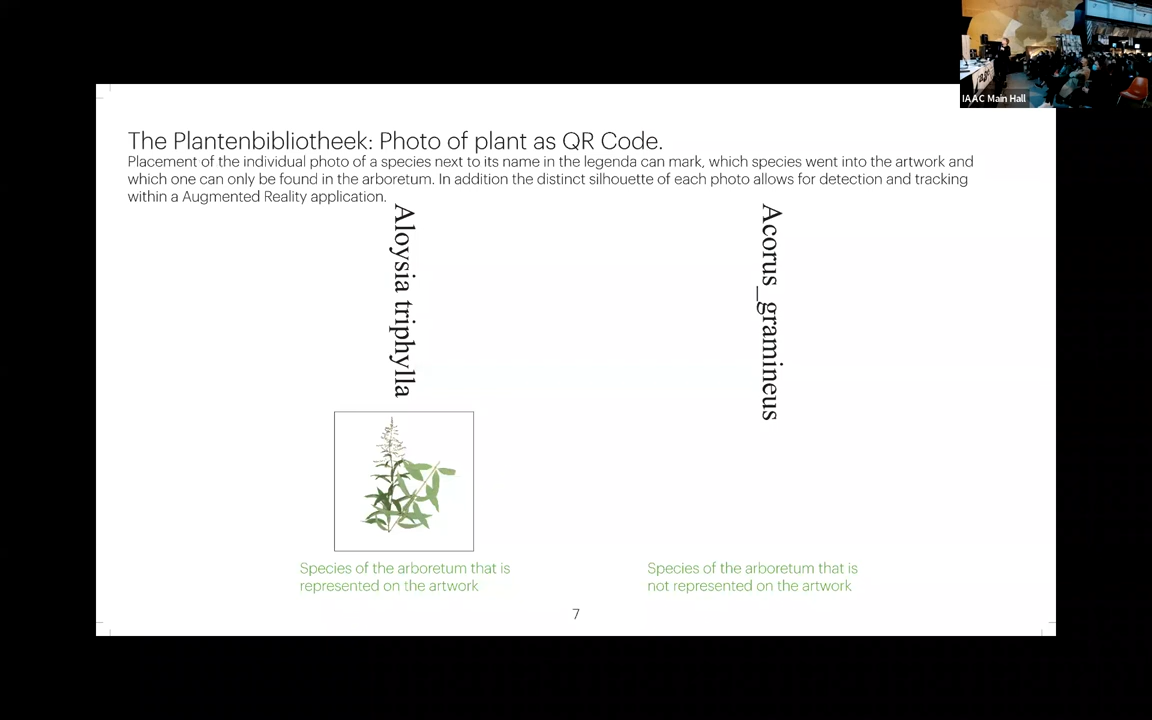 IAAC Main Hall
The Plantenbibliotheek: Photo of plant as QR Code.
Placement of the individual photo of a species next to its name in the legenda can mark, which species went into the artwork and
which one can only be found in the arboretum. In addition the distinct silhouette of each photo allows for detection and tracking
within a Augmented Reality application.
Aloysia triphylla
Acorus_gramineus
Species of the arboretum that is
represented on the artwork
Species of the arboretum that is
not represented on the artwork
7